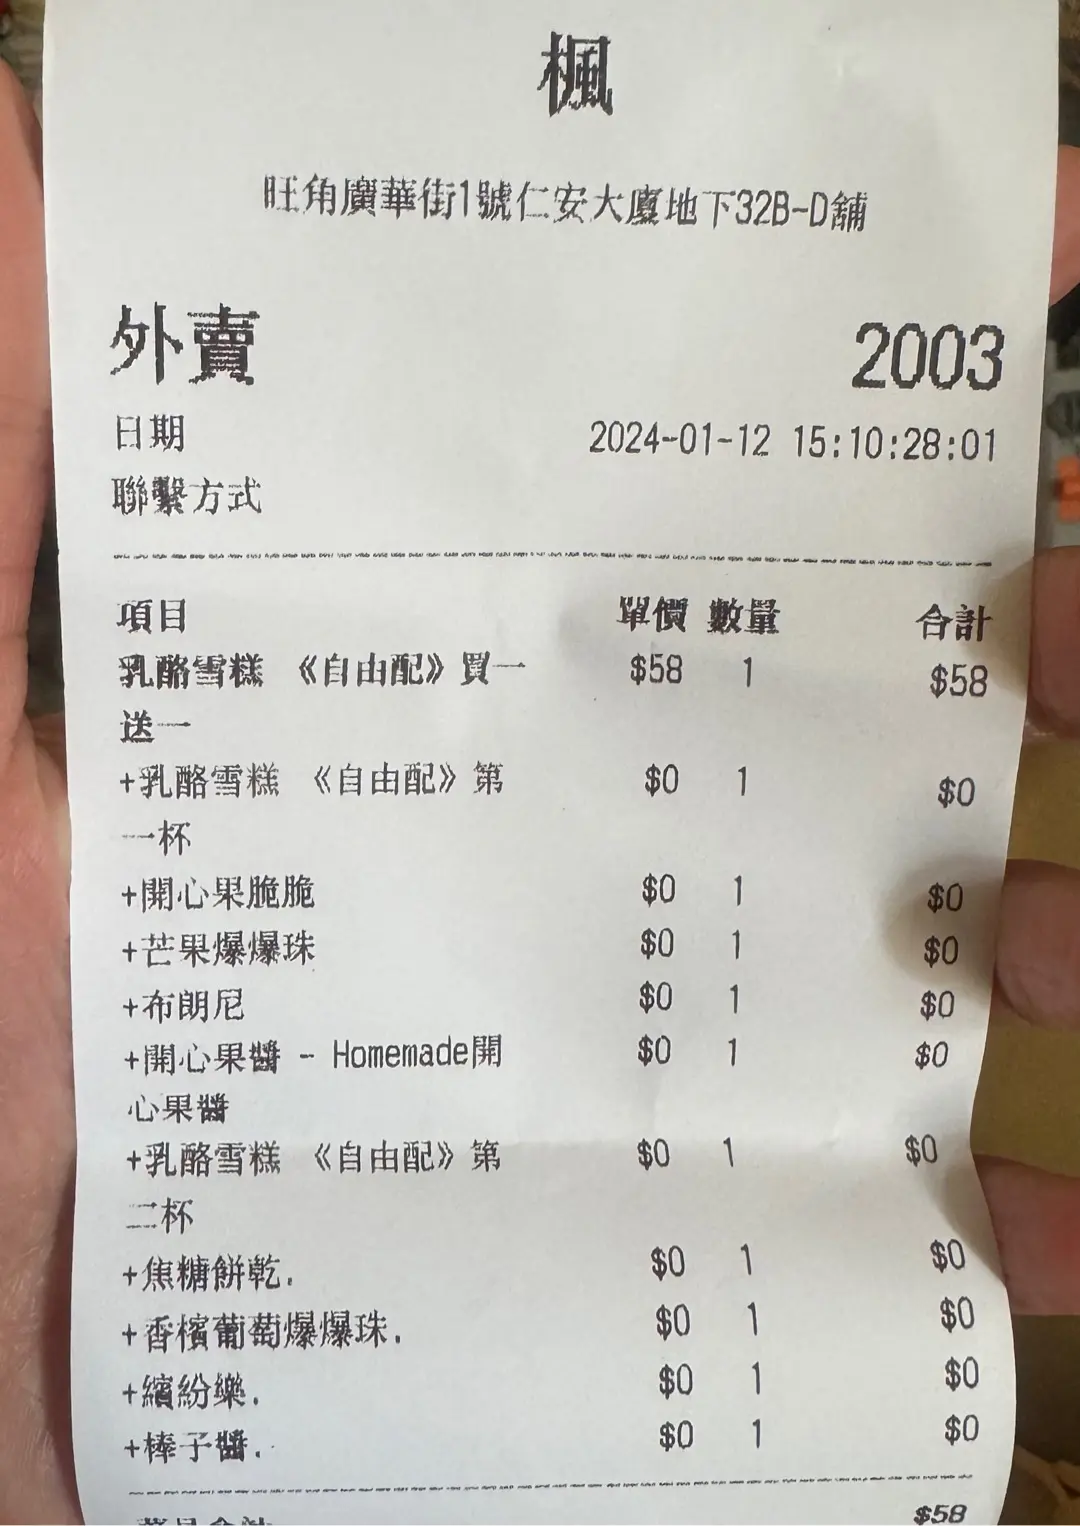 楓
旺角廣華街1號仁安大廈地下32B-D舖
外賣 2003
日期 2024-01-12 15:10:28:01
聯繫方式
項目 單價 數量 合計
乳酪雪糕 《自由配》買一 $58 1 $58
送一
+乳酪雪糕 《自由配》第 $0 1 $0
一杯
+開心果脆脆 $0 1 $0
+芒果爆爆珠 $0 1 $0
+布朗尼 $0 1 $0
+開心果醬 - Homemade開 $0 1 $0
心果醬
+乳酪雪糕 《自由配》第 $0 1 $0
二杯
+焦糖餅乾. $0 1 $0
+香檳葡萄爆爆珠. $0 1 $0
+繽紛樂. $0 1 $0
+榛子醬. $0 1 $0
$58